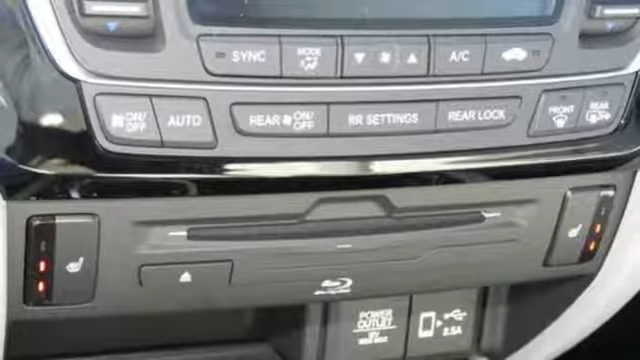 SYNC MODE A/C
ON/OFF AUTO REAR ON/OFF RR SETTINGS REAR LOCK FRONT REAR
POWER OUTLET
2.5A